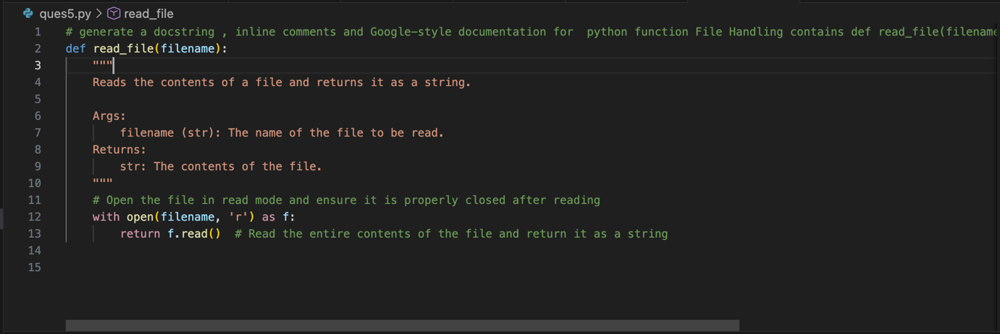 ques5.py > read_file
1 # generate a docstring , inline comments and Google-style documentation for  python function File Handling contains def read_file(filename
2 def read_file(filename):
3     """
4     Reads the contents of a file and returns it as a string.
5
6     Args:
7         filename (str): The name of the file to be read.
8     Returns:
9         str: The contents of the file.
10     """
11     # Open the file in read mode and ensure it is properly closed after reading
12     with open(filename, 'r') as f:
13         return f.read()  # Read the entire contents of the file and return it as a string
14
15